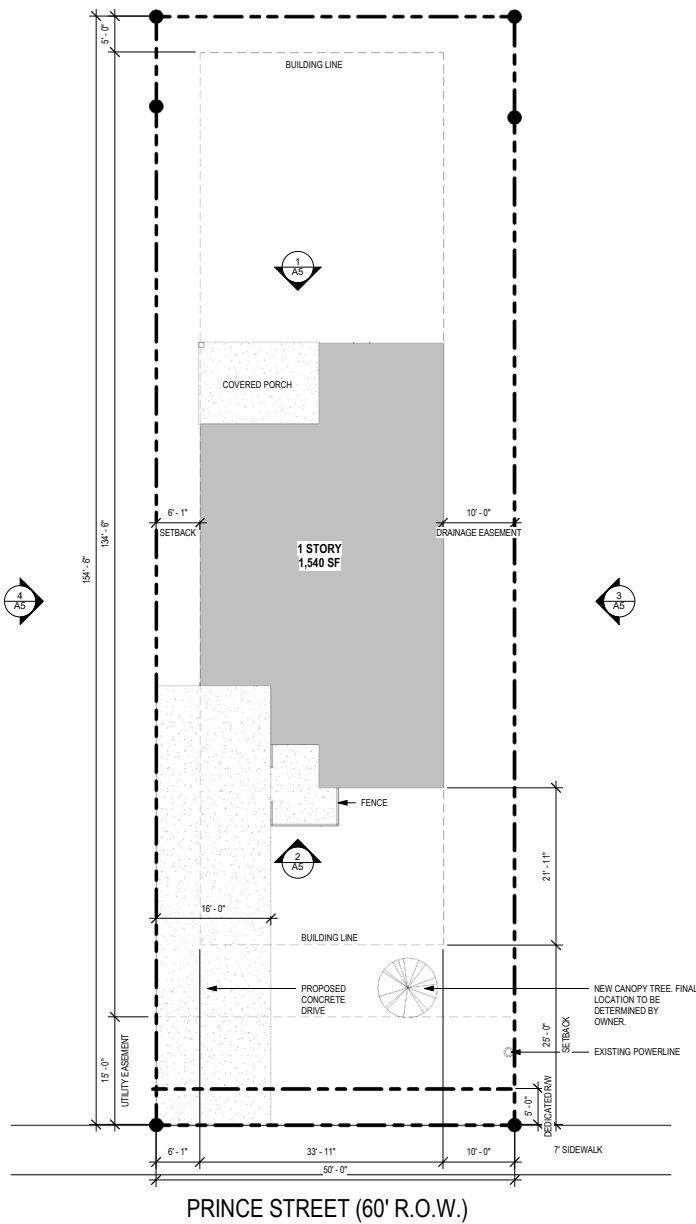 5' - 0"
BUILDING LINE
1
A5
COVERED PORCH
6' - 1"
SETBACK
10' - 0"
DRAINAGE EASEMENT
134' - 6"
154' - 6"
1 STORY
1,540 SF
4
A5
3
A5
FENCE
2
A5
21' - 11"
16' - 0"
BUILDING LINE
PROPOSED
CONCRETE
DRIVE
NEW CANOPY TREE. FINAL
LOCATION TO BE
DETERMINED BY
OWNER.
25' - 0"
SETBACK
EXISTING POWERLINE
15' - 0"
UTILITY EASEMENT
5' - 0"
DEDICATED R/W
6' - 1"
33' - 11"
10' - 0"
7' SIDEWALK
50' - 0"
PRINCE STREET (60' R.O.W.)